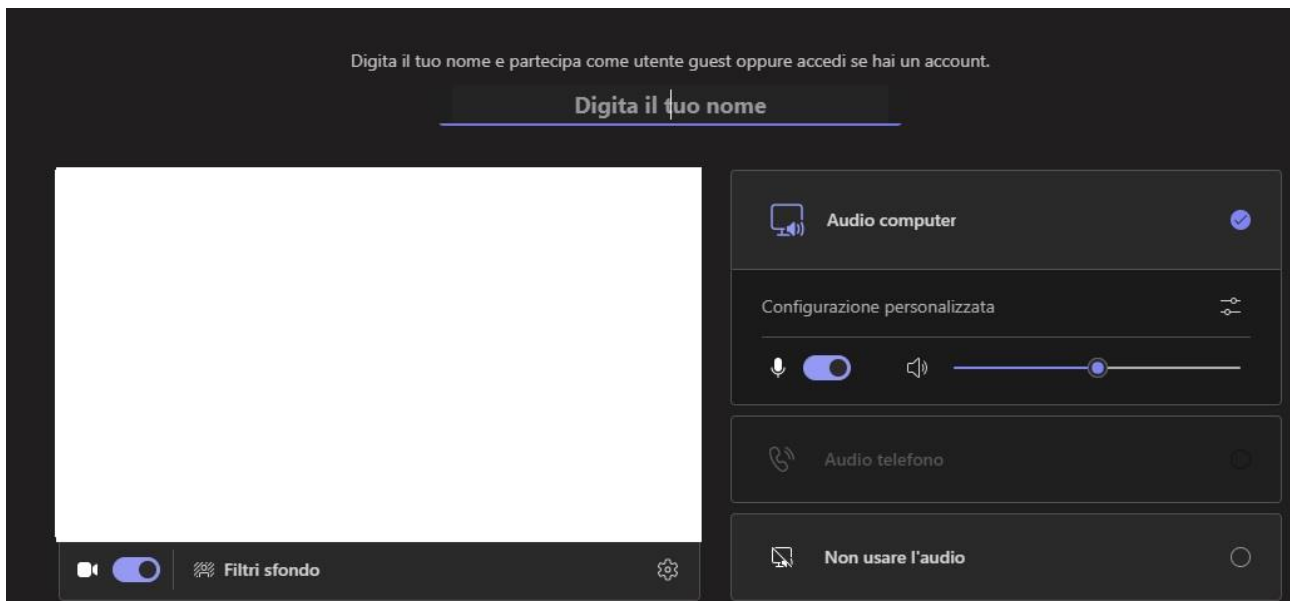 Digita il tuo nome e partecipa come utente guest oppure accedi se hai un account.
Digita il tuo nome
Audio computer
Configurazione personalizzata
Audio telefono
Filtri sfondo
Non usare l'audio